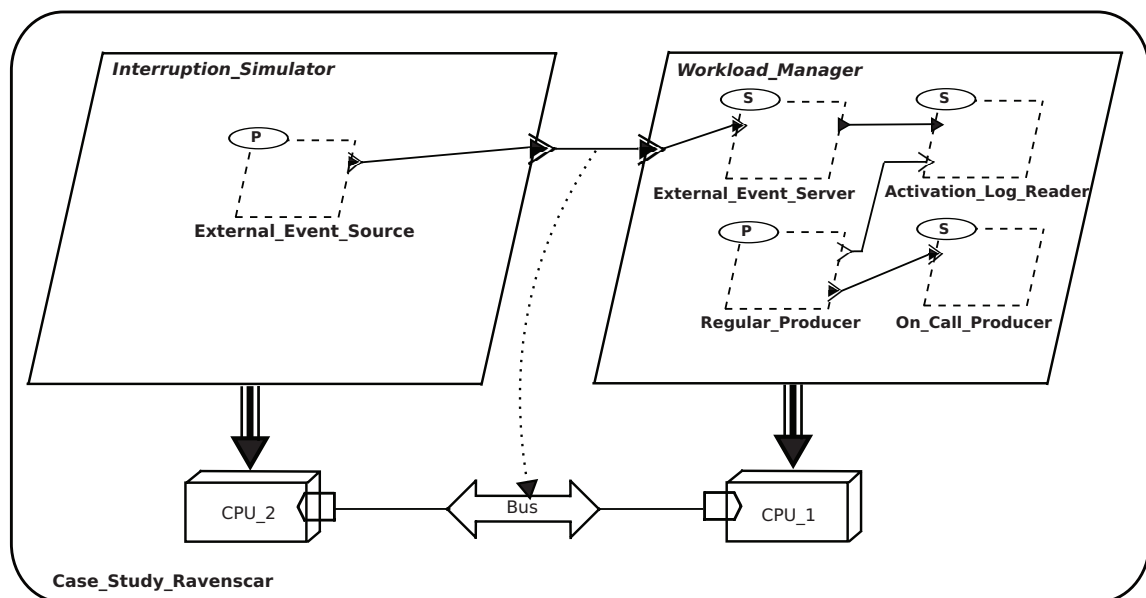 Interruption_Simulator
P
External_Event_Source
Workload_Manager
S
External_Event_Server
S
Activation_Log_Reader
P
Regular_Producer
S
On_Call_Producer
CPU_2
Bus
CPU_1
Case_Study_Ravenscar